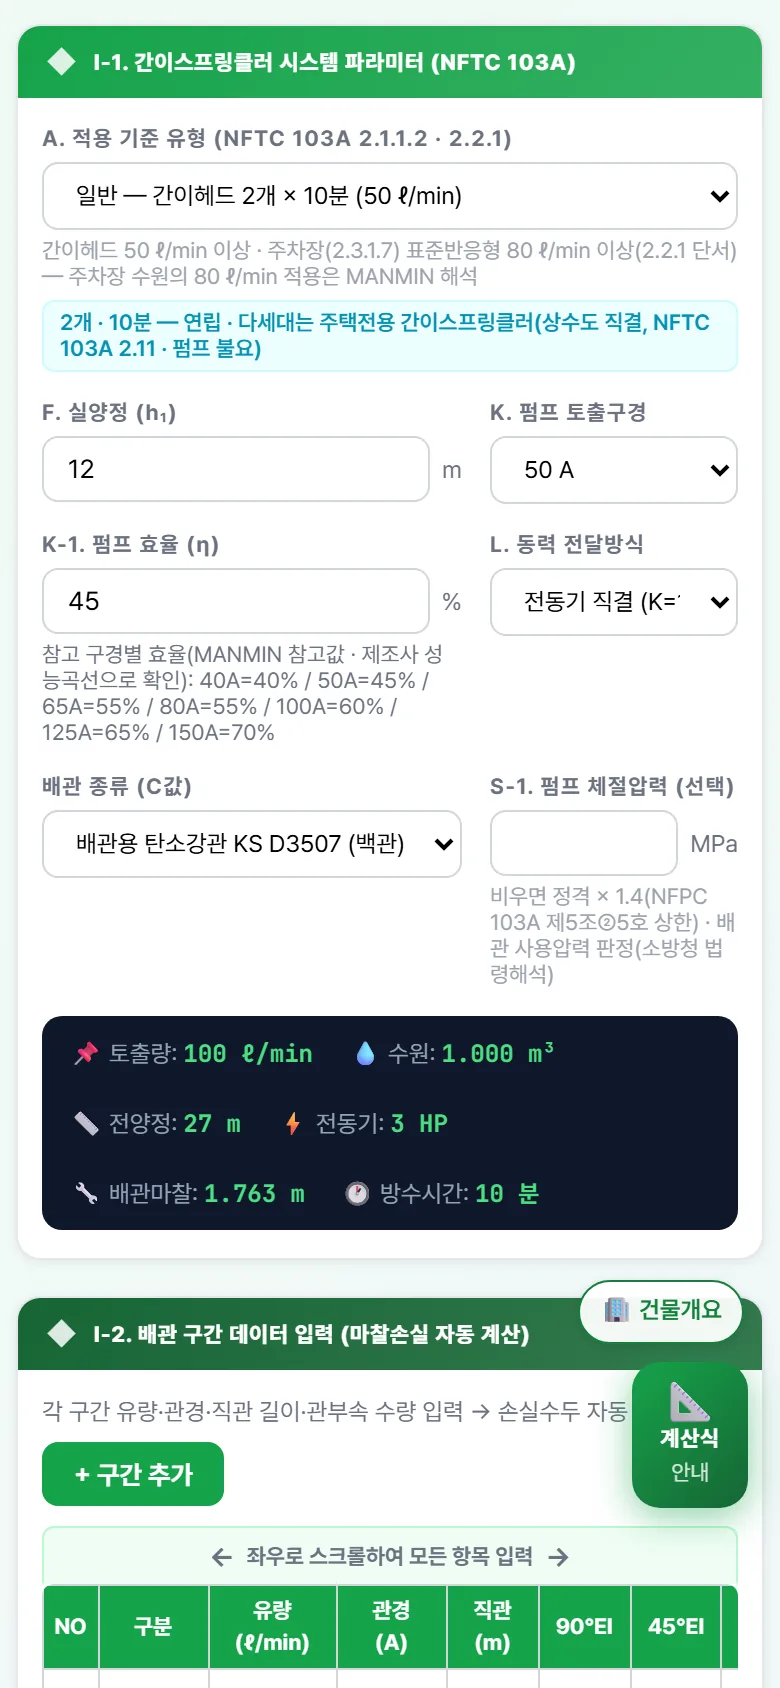 I-1. 간이스프링클러 시스템 파라미터 (NFTC 103A)
A. 적용 기준 유형 (NFTC 103A 2.1.1.2 · 2.2.1)
일반 — 간이헤드 2개 × 10분 (50 ℓ/min)
간이헤드 50 ℓ/min 이상 · 주차장(2.3.1.7) 표준반응형 80 ℓ/min 이상(2.2.1 단서)
— 주차장 수원의 80 ℓ/min 적용은 MANMIN 해석
2개 · 10분 — 연립 · 다세대는 주택전용 간이스프링클러(상수도 직결, NFTC
103A 2.11 · 펌프 불요)
F. 실양정 (h₁)
12 m
K. 펌프 토출구경
50 A
K-1. 펌프 효율 (η)
45 %
L. 동력 전달방식
전동기 직결 (K=
참고 구경별 효율(MANMIN 참고값 · 제조사 성
능곡선으로 확인): 40A=40% / 50A=45% /
65A=55% / 80A=55% / 100A=60% /
125A=65% / 150A=70%
배관 종류 (C값)
배관용 탄소강관 KS D3507 (백관)
S-1. 펌프 체절압력 (선택)
MPa
비우면 정격 × 1.4(NFPC
103A 제5조②5호 상한) · 배
관 사용압력 판정(소방청 법
령해석)
토출량: 100 ℓ/min 수원: 1.000 m³
전양정: 27 m 전동기: 3 HP
배관마찰: 1.763 m 방수시간: 10 분
건물개요
I-2. 배관 구간 데이터 입력 (마찰손실 자동 계산)
각 구간 유량·관경·직관 길이·관부속 수량 입력 → 손실수두 자동
계산식
안내
+ 구간 추가
← 좌우로 스크롤하여 모든 항목 입력 →
NO 구분 유량 (ℓ/min) 관경 (A) 직관 (m) 90°El 45°El